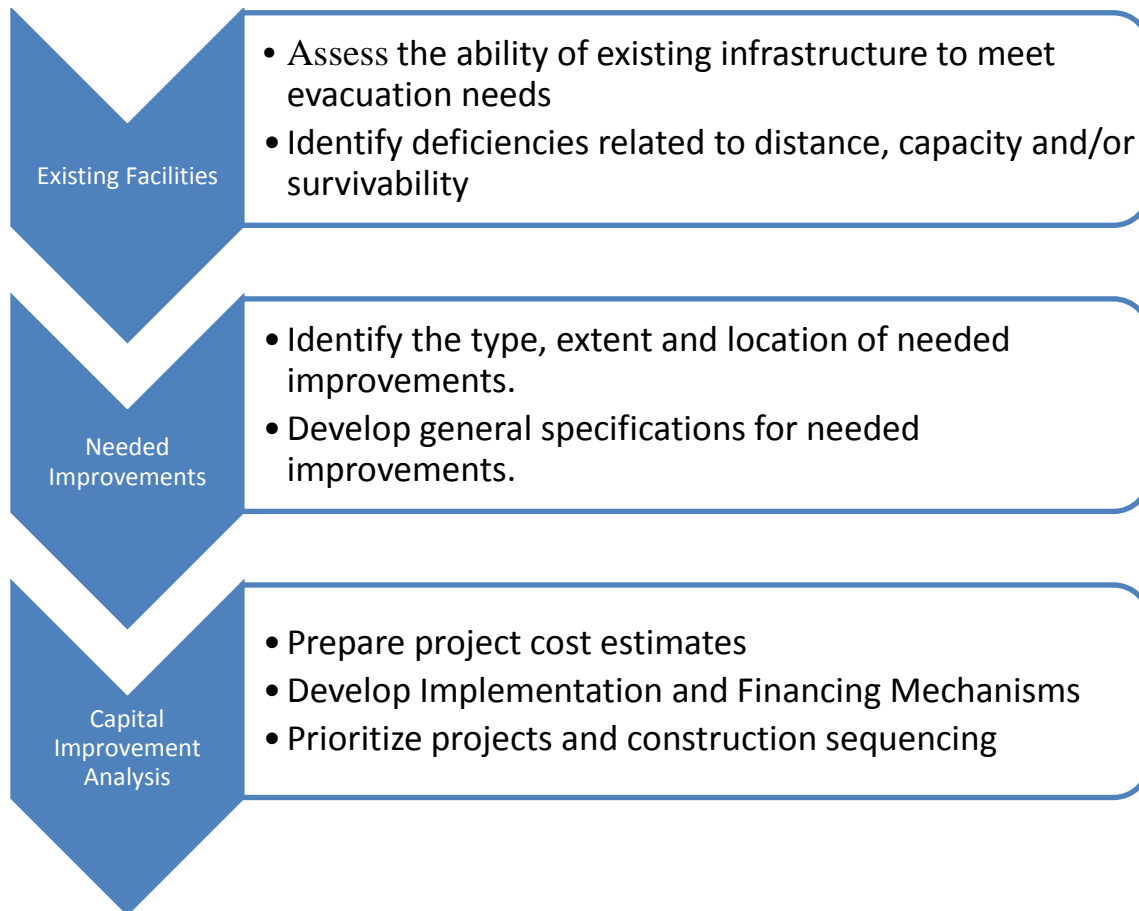 Existing Facilities
• Assess the ability of existing infrastructure to meet
evacuation needs
• Identify deficiencies related to distance, capacity and/or
survivability
Needed
Improvements
• Identify the type, extent and location of needed
improvements.
• Develop general specifications for needed
improvements.
Capital
Improvement
Analysis
• Prepare project cost estimates
• Develop Implementation and Financing Mechanisms
• Prioritize projects and construction sequencing